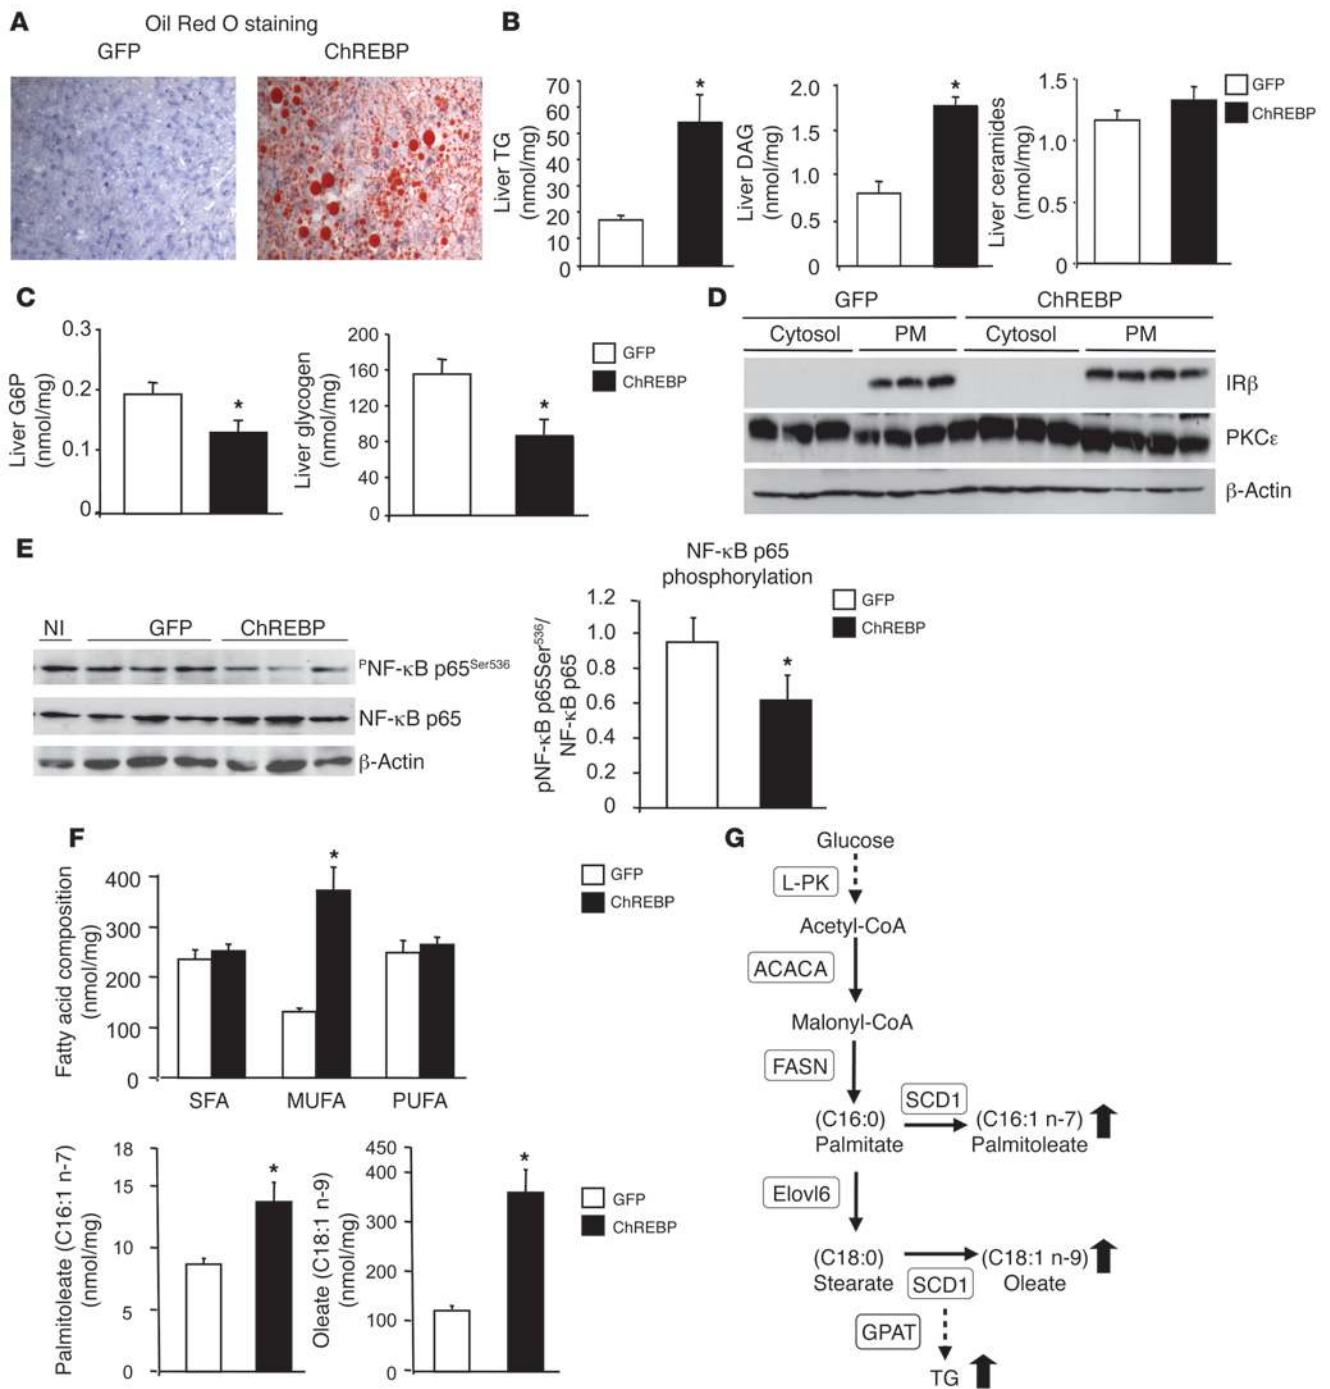 A
Oil Red O staining
GFP
ChREBP
B
Liver TG
(nmol/mg)
70
60
50
40
30
20
10
0
*
Liver DAG
(nmol/mg)
2.0
1.5
1.0
0.5
0
*
Liver ceramides
(nmol/mg)
1.5
1.0
0.5
0
GFP
ChREBP
C
Liver G6P
(nmol/mg)
0.3
0.2
0.1
0
*
Liver glycogen
(nmol/mg)
200
160
120
80
40
0
*
GFP
ChREBP
D
GFP
ChREBP
Cytosol
PM
Cytosol
PM
IRβ
PKCε
β-Actin
E
NI
GFP
ChREBP
PNF-κB p65Ser536
NF-κB p65
β-Actin
NF-κB p65
phosphorylation
pNF-κB p65Ser536/
NF-κB p65
1.2
1.0
0.8
0.6
0.4
0.2
0
*
GFP
ChREBP
F
Fatty acid composition
(nmol/mg)
400
300
200
100
0
*
SFA
MUFA
PUFA
GFP
ChREBP
Palmitoleate (C16:1 n-7)
(nmol/mg)
18
15
10
5
0
*
Oleate (C18:1 n-9)
(nmol/mg)
450
400
300
200
100
0
*
GFP
ChREBP
G
Glucose
L-PK
Acetyl-CoA
ACACA
Malonyl-CoA
FASN
SCD1
(C16:0)
Palmitate
(C16:1 n-7)
Palmitoleate
Elovl6
(C18:0)
Stearate
(C18:1 n-9)
Oleate
SCD1
GPAT
TG